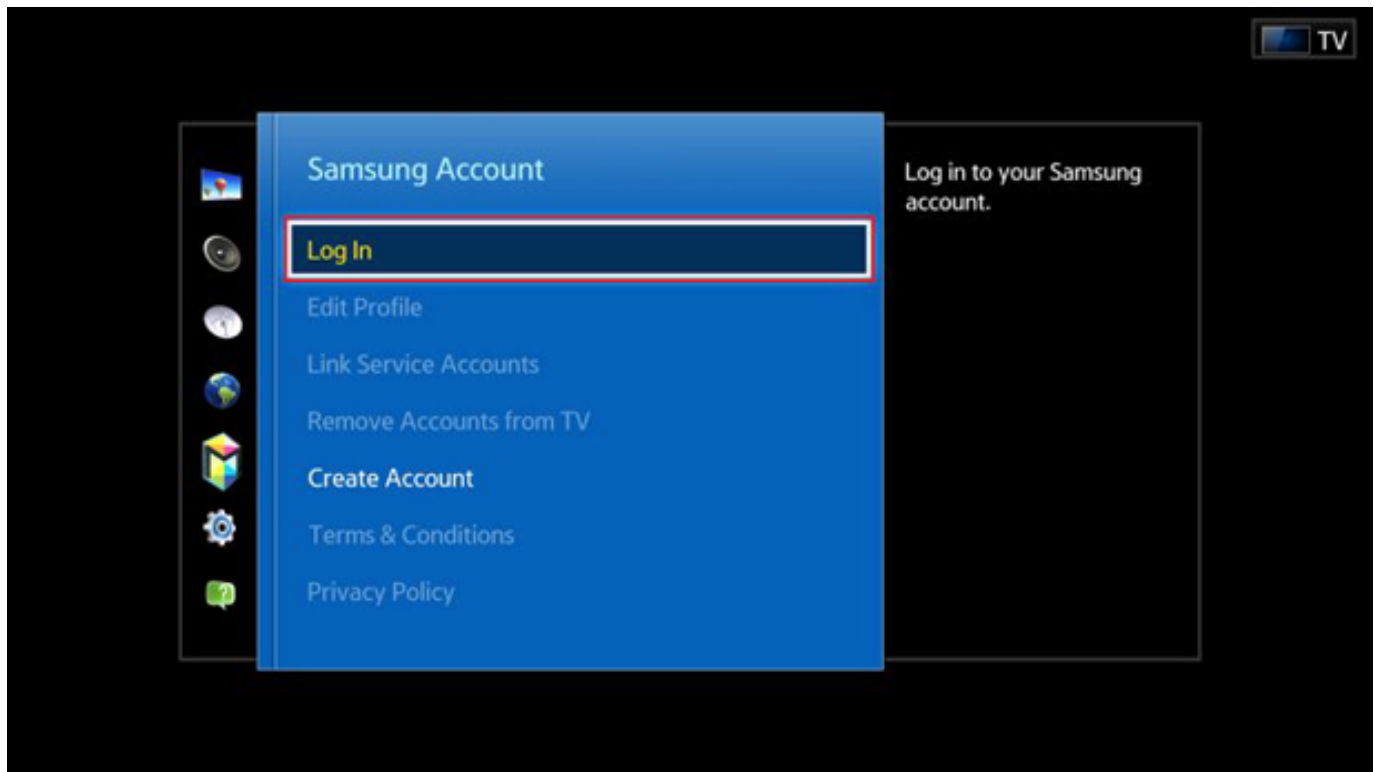 TV
Samsung Account
Log In
Edit Profile
Link Service Accounts
Remove Accounts from TV
Create Account
Terms & Conditions
Privacy Policy
Log in to your Samsung
account.